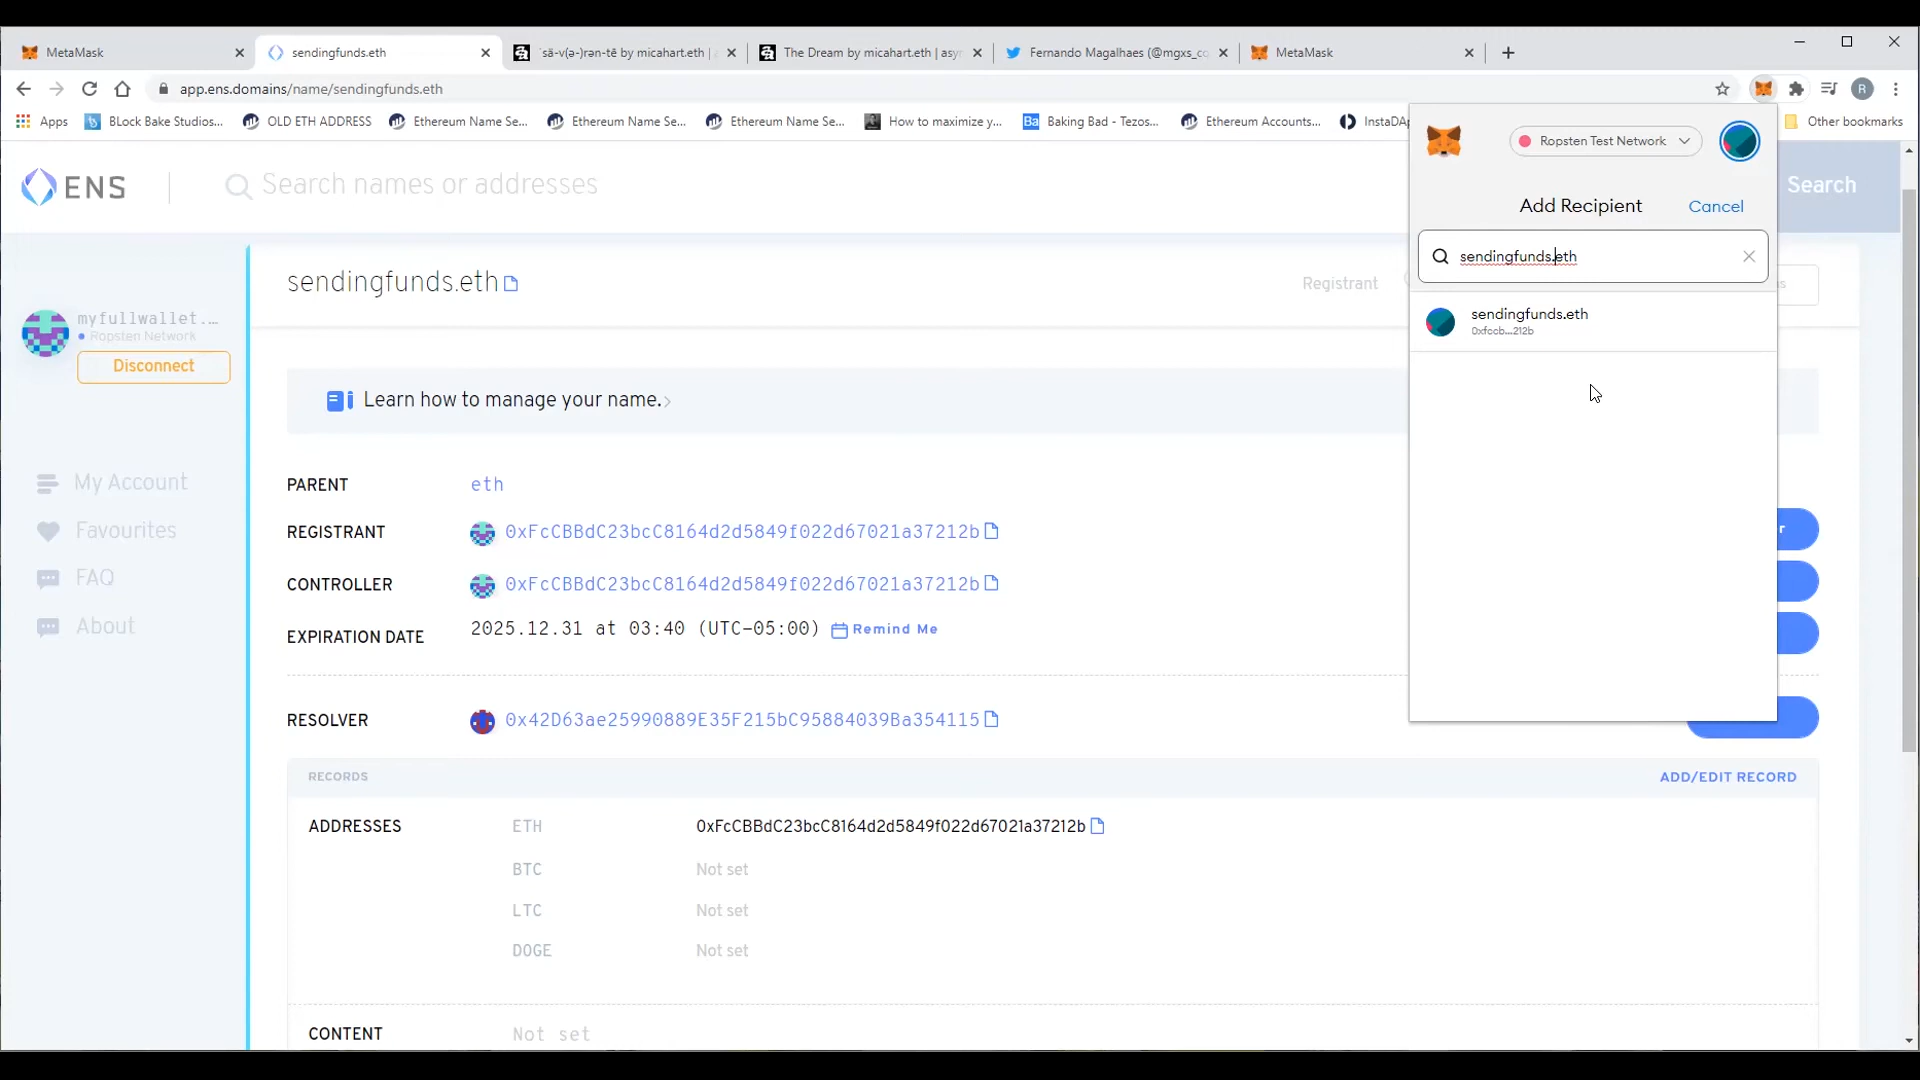 MetaMask
sendingfunds.eth
ˈsä-v(ə-)rən-tē by micahart.eth | a
The Dream by micahart.eth | asy
Fernando Magalhaes (@mgxs_co
MetaMask
app.ens.domains/name/sendingfunds.eth
R
Apps
BLock Bake Studios...
OLD ETH ADDRESS
Ethereum Name Se...
Ethereum Name Se...
Ethereum Name Se...
How to maximize y...
Ba
Baking Bad - Tezos...
Ethereum Accounts...
InstaDAp
Other bookmarks
ENS
Search names or addresses
Search
Ropsten Test Network
Add Recipient
Cancel
sendingfunds.eth
sendingfunds.eth
0xfccb...212b
myfullwallet....
Ropsten Network
Disconnect
My Account
Favourites
FAQ
About
sendingfunds.eth
Registrant
s
Learn how to manage your name.
PARENT
eth
REGISTRANT
0xFcCBBdC23bcC8164d2d5849f022d67021a37212b
r
CONTROLLER
0xFcCBBdC23bcC8164d2d5849f022d67021a37212b
EXPIRATION DATE
2025.12.31 at 03:40 (UTC-05:00)
Remind Me
RESOLVER
0x42D63ae25990889E35F215bC95884039Ba354115
RECORDS
ADD/EDIT RECORD
ADDRESSES
ETH
0xFcCBBdC23bcC8164d2d5849f022d67021a37212b
BTC
Not set
LTC
Not set
DOGE
Not set
CONTENT
Not set